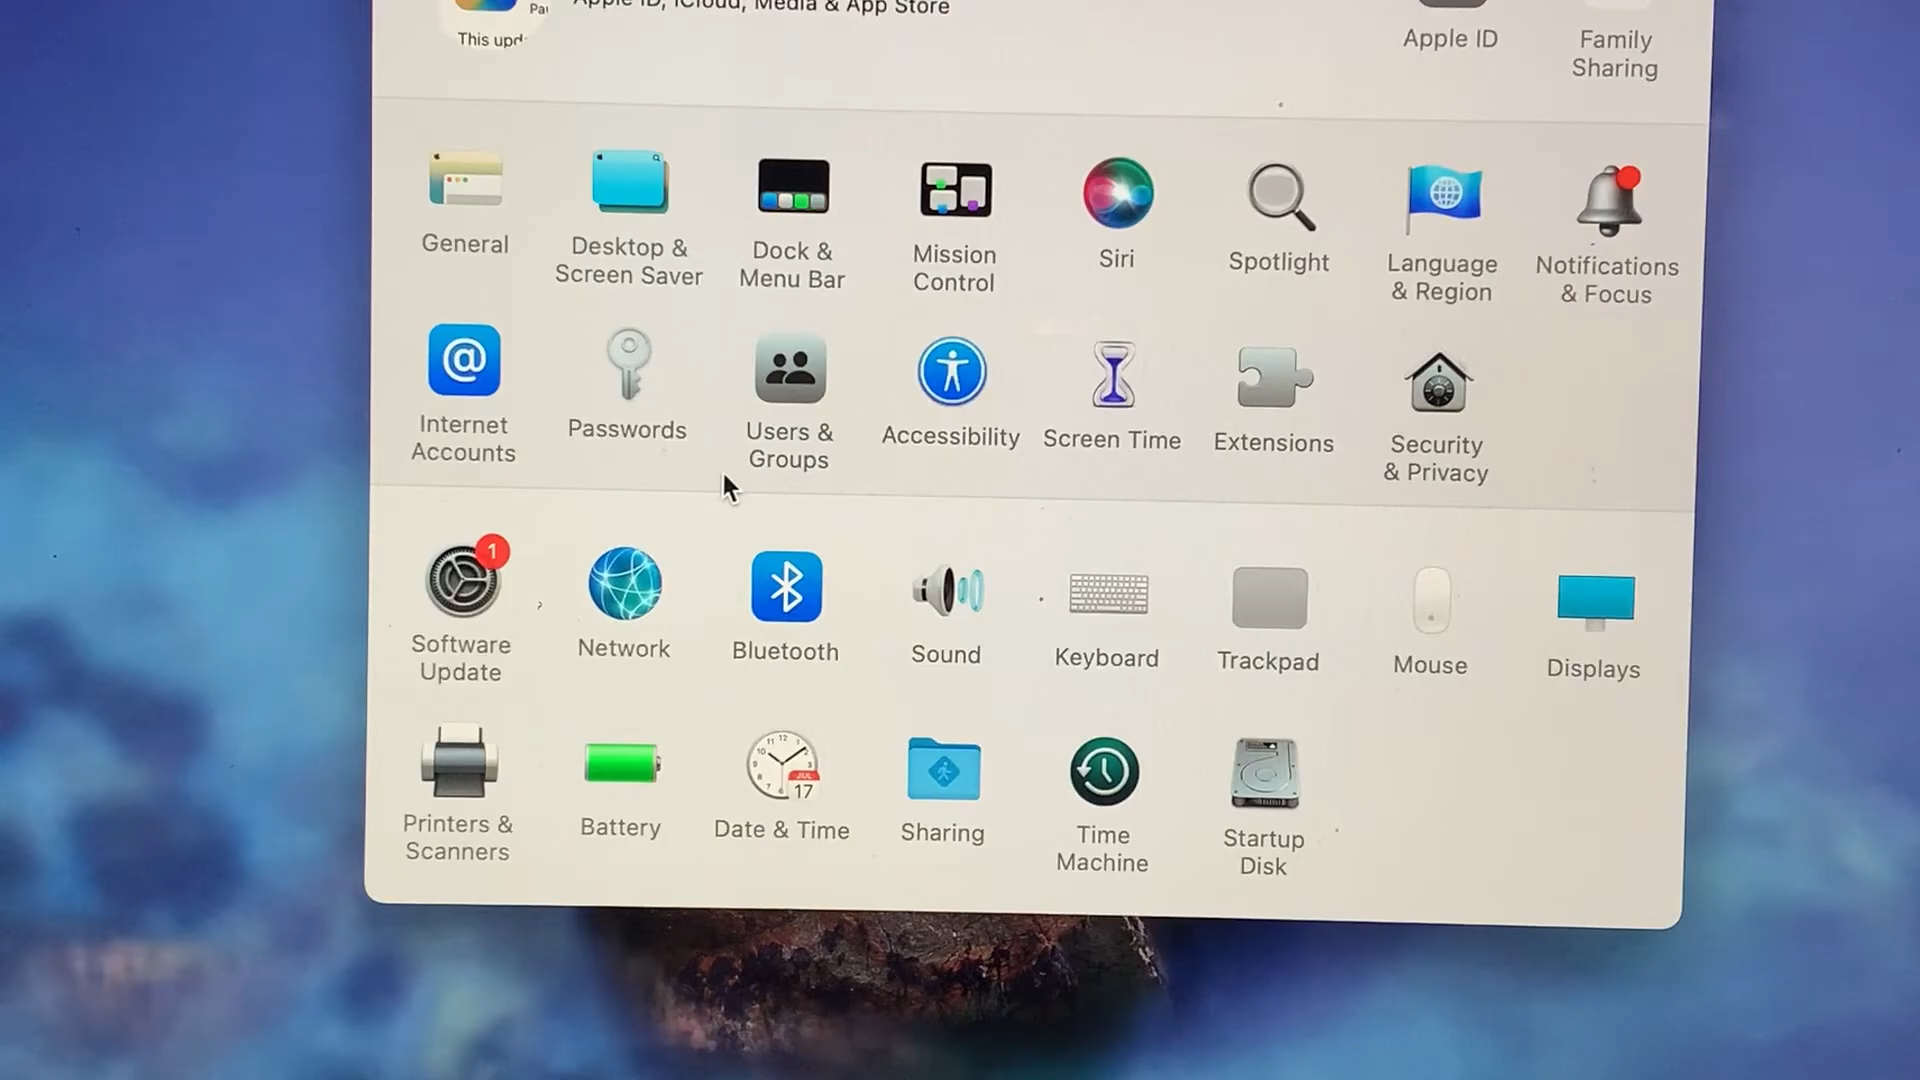 Apple ID, iCloud, Media & App Store
This upd
Apple ID
Family
Sharing
General
Desktop &
Screen Saver
Dock &
Menu Bar
Mission
Control
Siri
Spotlight
Language
& Region
Notifications
& Focus
Internet
Accounts
Passwords
Users &
Groups
Accessibility
Screen Time
Extensions
Security
& Privacy
1
Software
Update
Network
Bluetooth
Sound
Keyboard
Trackpad
Mouse
Displays
JUL
17
Printers &
Scanners
Battery
Date & Time
Sharing
Time
Machine
Startup
Disk